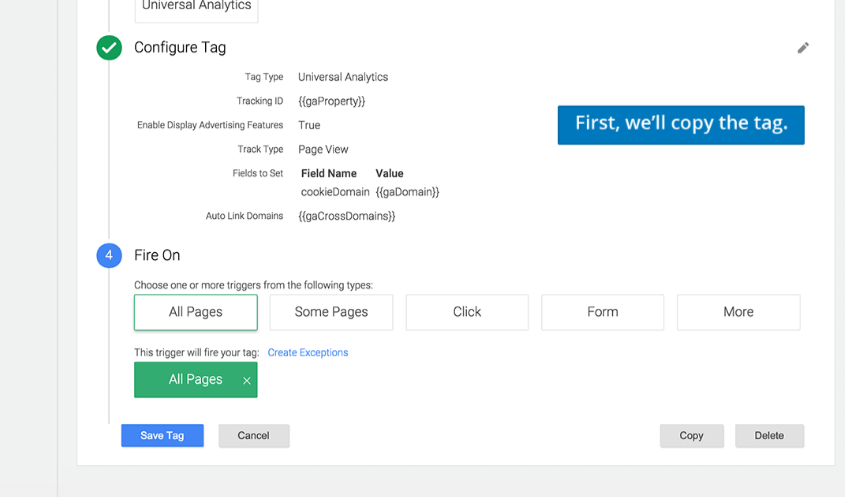 Universal Analytics
Configure Tag
Tag Type Universal Analytics
Tracking ID {{gaProperty}}
First, we'll copy the tag.
Enable Display Advertising Features True
Track Type Page View
Fields to Set Field Name Value
cookieDomain {{gaDomain}}
Auto Link Domains {{gaCrossDomains}}
4 Fire On
Choose one or more triggers from the following types:
All Pages Some Pages Click Form More
This trigger will fire your tag: Create Exceptions
All Pages ×
Save Tag Cancel Copy Delete